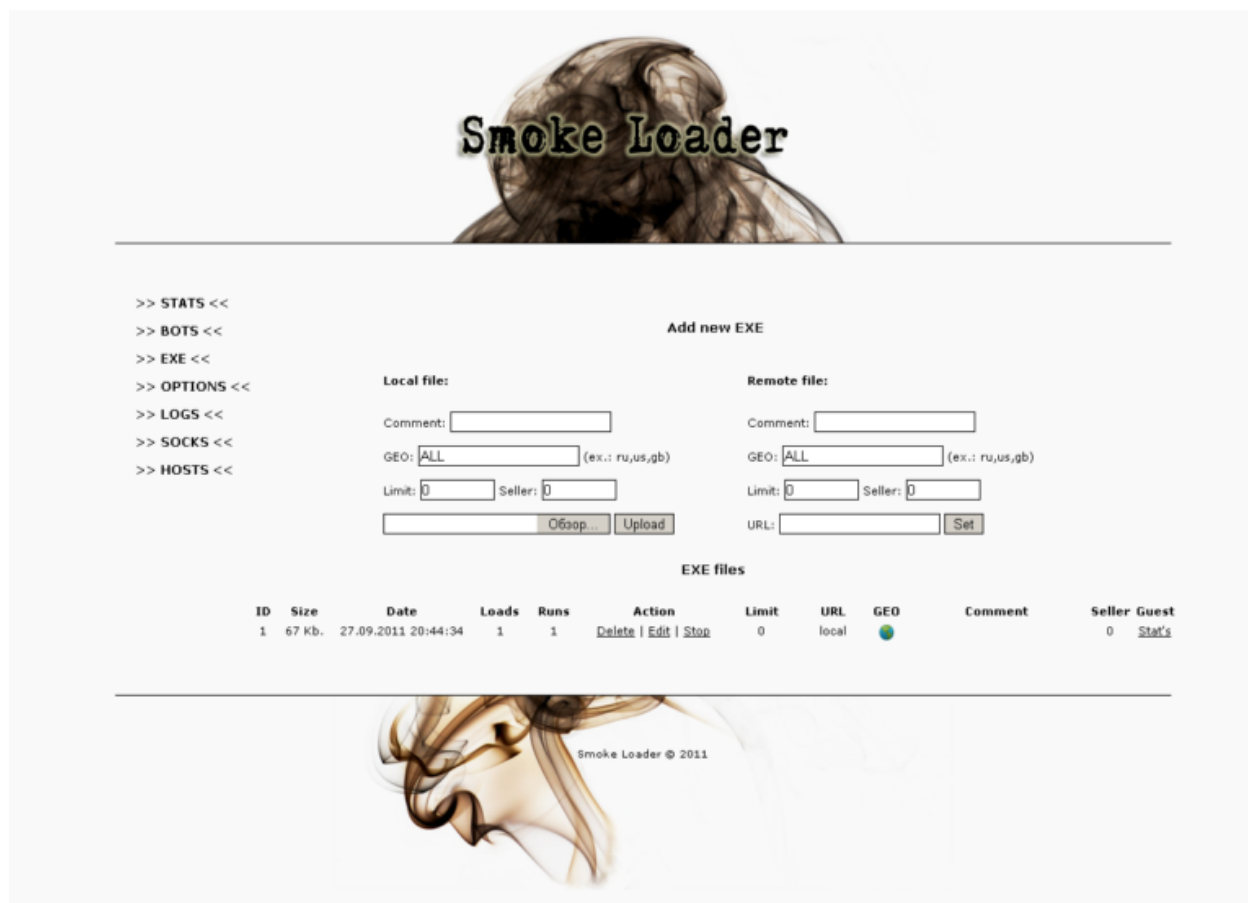 Smoke Loader
>> STATS <<
>> BOTS <<
>> EXE <<
>> OPTIONS <<
>> LOGS <<
>> SOCKS <<
>> HOSTS <<
Add new EXE
Local file:
Comment:
GEO: ALL (ex.: ru,us,gb)
Limit: 0 Seller: 0
Обзор... Upload
Remote file:
Comment:
GEO: ALL (ex.: ru,us,gb)
Limit: 0 Seller: 0
URL: Set
EXE files
ID Size Date Loads Runs Action Limit URL GEO Comment Seller Guest
1 67 Kb. 27.09.2011 20:44:34 1 1 Delete | Edit | Stop 0 local 0 Stat's
Smoke Loader © 2011